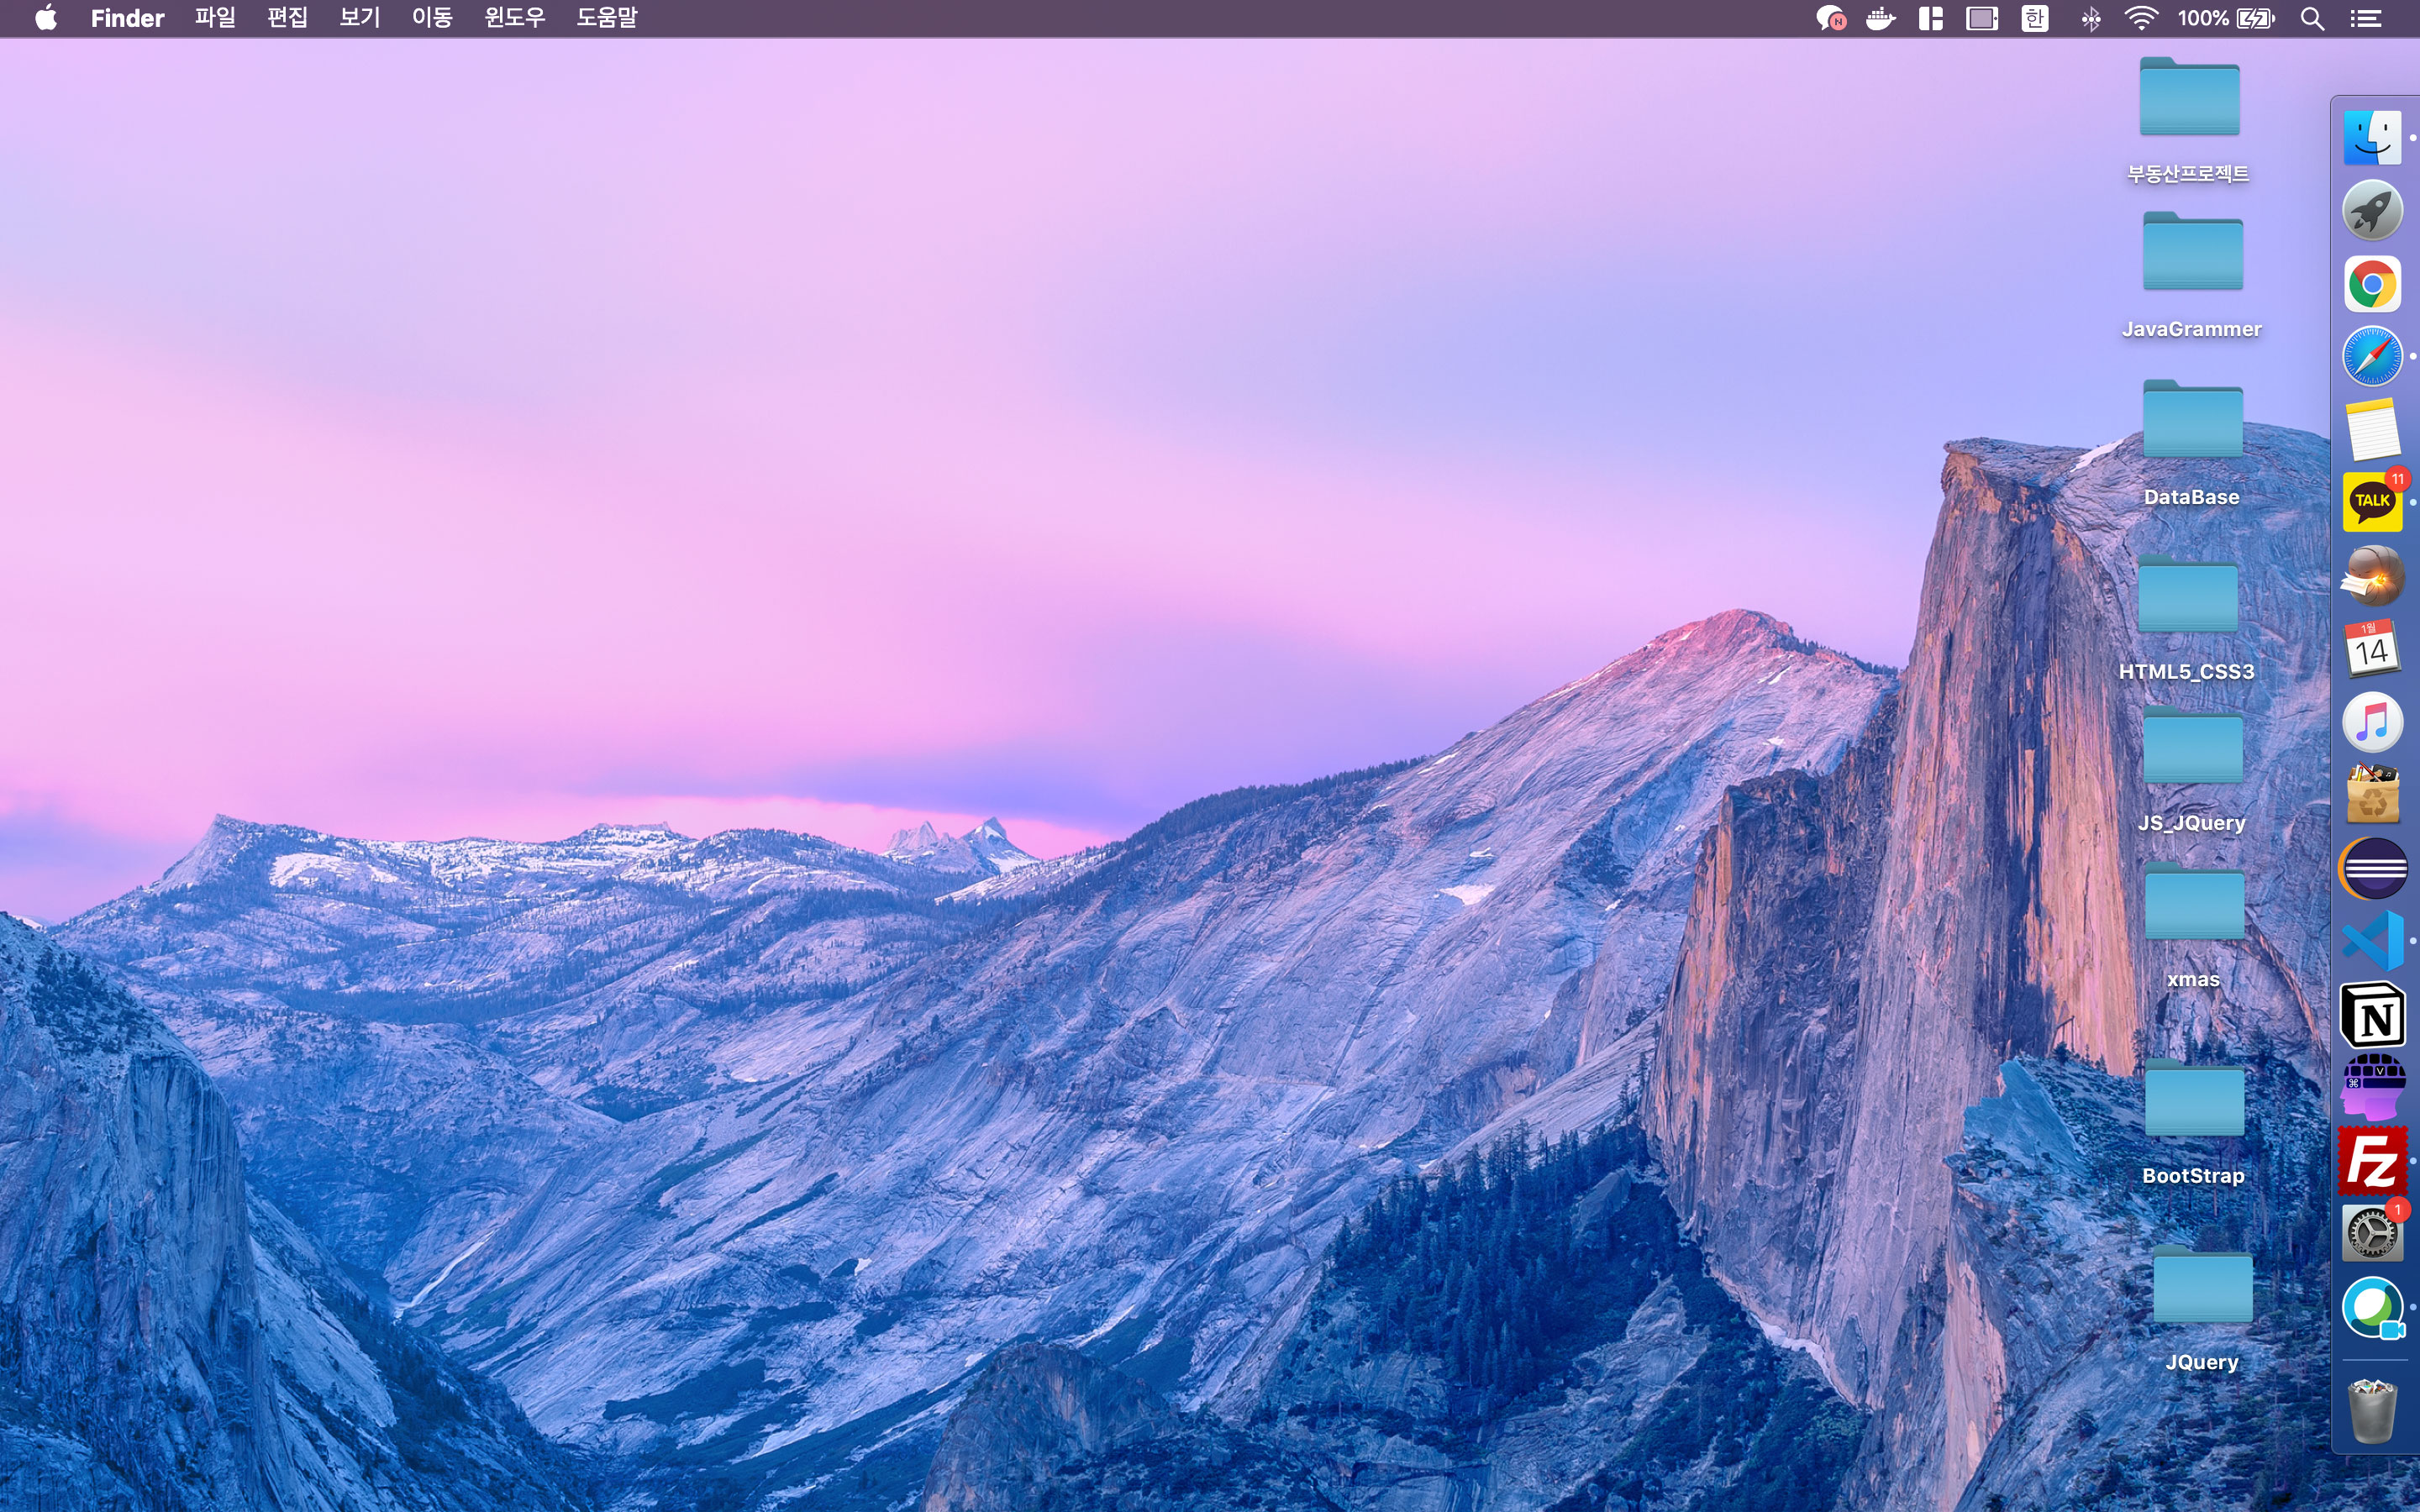 Finder 파일 편집 보기 이동 윈도우 도움말
N 한 100%
부동산프로젝트
JavaGrammer
DataBase
HTML5_CSS3
JS_JQuery
xmas
BootStrap
JQuery
TALK 11
1월
14
N
V
⌘
Fz
1